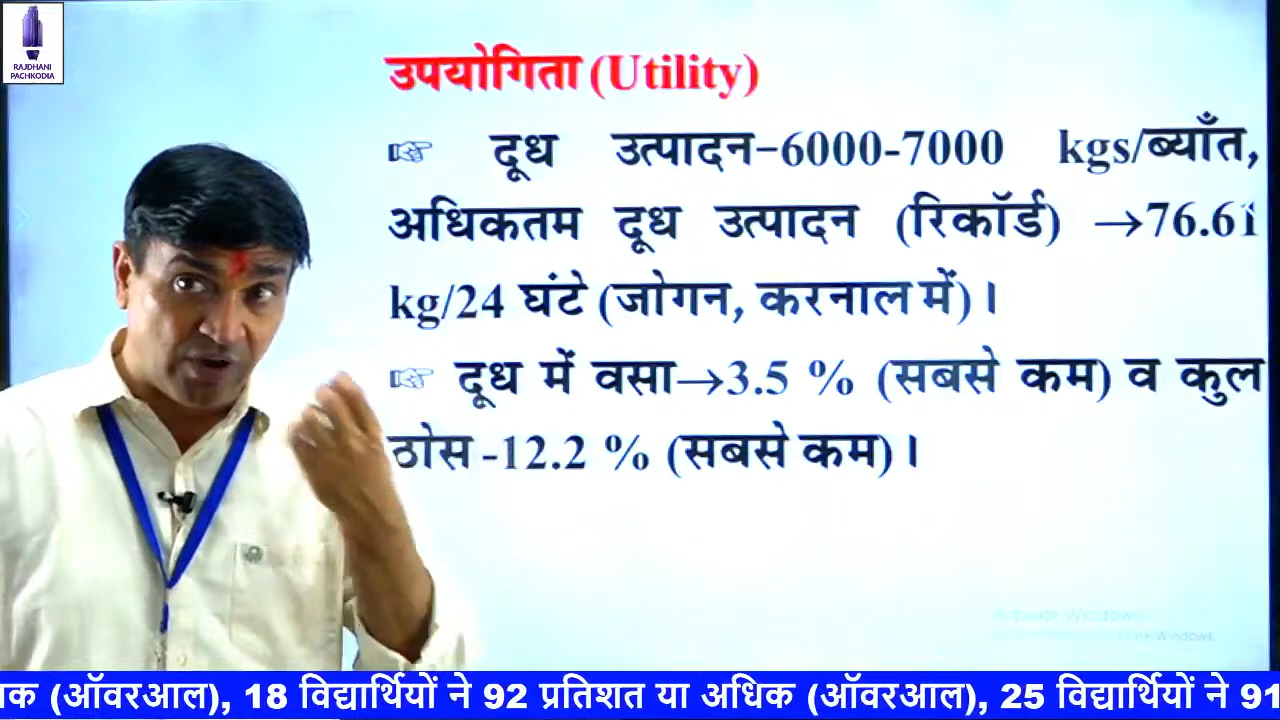 RAJDHANI
PACHKODIA
उपयोगिता (Utility)
☞ दूध उत्पादन-6000-7000 kgs/ब्याँत,
अधिकतम दूध उत्पादन (रिकॉर्ड) →76.61
kg/24 घंटे (जोगन, करनाल में)।
☞ दूध में वसा→3.5 % (सबसे कम) व कुल
ठोस -12.2 % (सबसे कम)।
क (ऑवरआल), 18 विद्यार्थियों ने 92 प्रतिशत या अधिक (ऑवरआल), 25 विद्यार्थियों ने 91